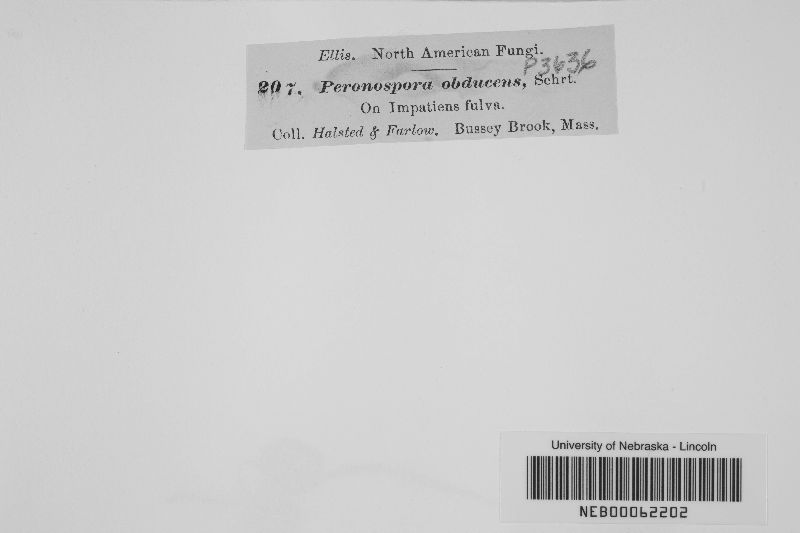 Ellis. North American Fungi.
P3636
207. Peronospora obducens, Schrt.
On Impatiens fulva.
Coll. Halsted & Farlow. Bussey Brook, Mass.
University of Nebraska - Lincoln
NEB00062202